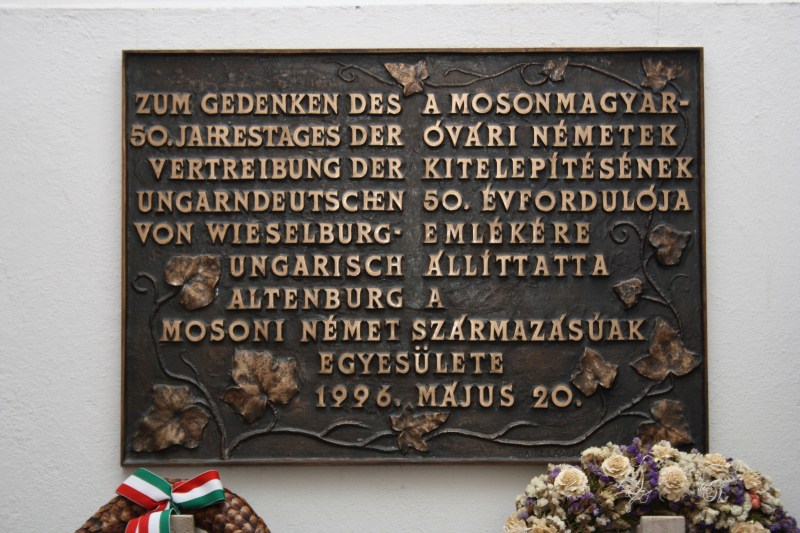 ZUM GEDENKEN DES
50. JAHRESTAGES DER
VERTREIBUNG DER
UNGARNDEUTSCHEN
VON WIESELBURG-
UNGARISCH
ALTENBURG
A MOSONMAGYAR-
ÓVÁRI NÉMETEK
KITELEPÍTÉSÉNEK
50. ÉVFORDULÓJA
EMLÉKÉRE
ÁLLÍTTATTA
A
MOSONI NÉMET SZÁRMAZÁSÚAK
EGYESÜLETE
1996. MÁJUS 20.